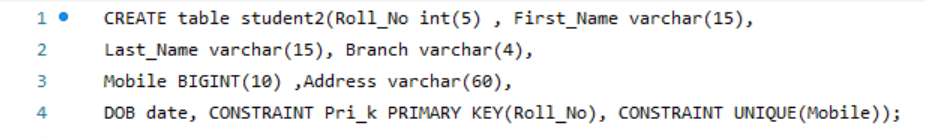 1 CREATE table student2(Roll_No int(5) , First_Name varchar(15),
2 Last_Name varchar(15), Branch varchar(4),
3 Mobile BIGINT(10) ,Address varchar(60),
4 DOB date, CONSTRAINT Pri_k PRIMARY KEY(Roll_No), CONSTRAINT UNIQUE(Mobile));